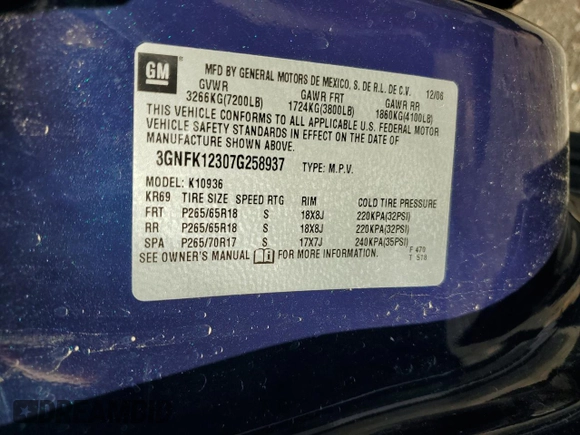 GM
MFD BY GENERAL MOTORS DE MEXICO, S. DE R.L. DE C.V. 12/06
GVWR GAWR FRT GAWR RR
3266KG(7200LB) 1724KG(3800LB) 1860KG(4100LB)
THIS VEHICLE CONFORMS TO ALL APPLICABLE U.S. FEDERAL MOTOR
VEHICLE SAFETY STANDARDS IN EFFECT ON THE DATE OF
MANUFACTURE SHOWN ABOVE.
3GNFK12307G258937 TYPE: M.P.V.
MODEL: K10936
KR69 TIRE SIZE SPEED RTG RIM COLD TIRE PRESSURE
FRT P265/65R18 S 18X8J 220KPA(32PSI)
RR P265/65R18 S 18X8J 220KPA(32PSI)
SPA P265/70R17 S 17X7J 240KPA(35PSI)
SEE OWNER'S MANUAL FOR MORE INFORMATION. F 470
T 578
DREAMBID